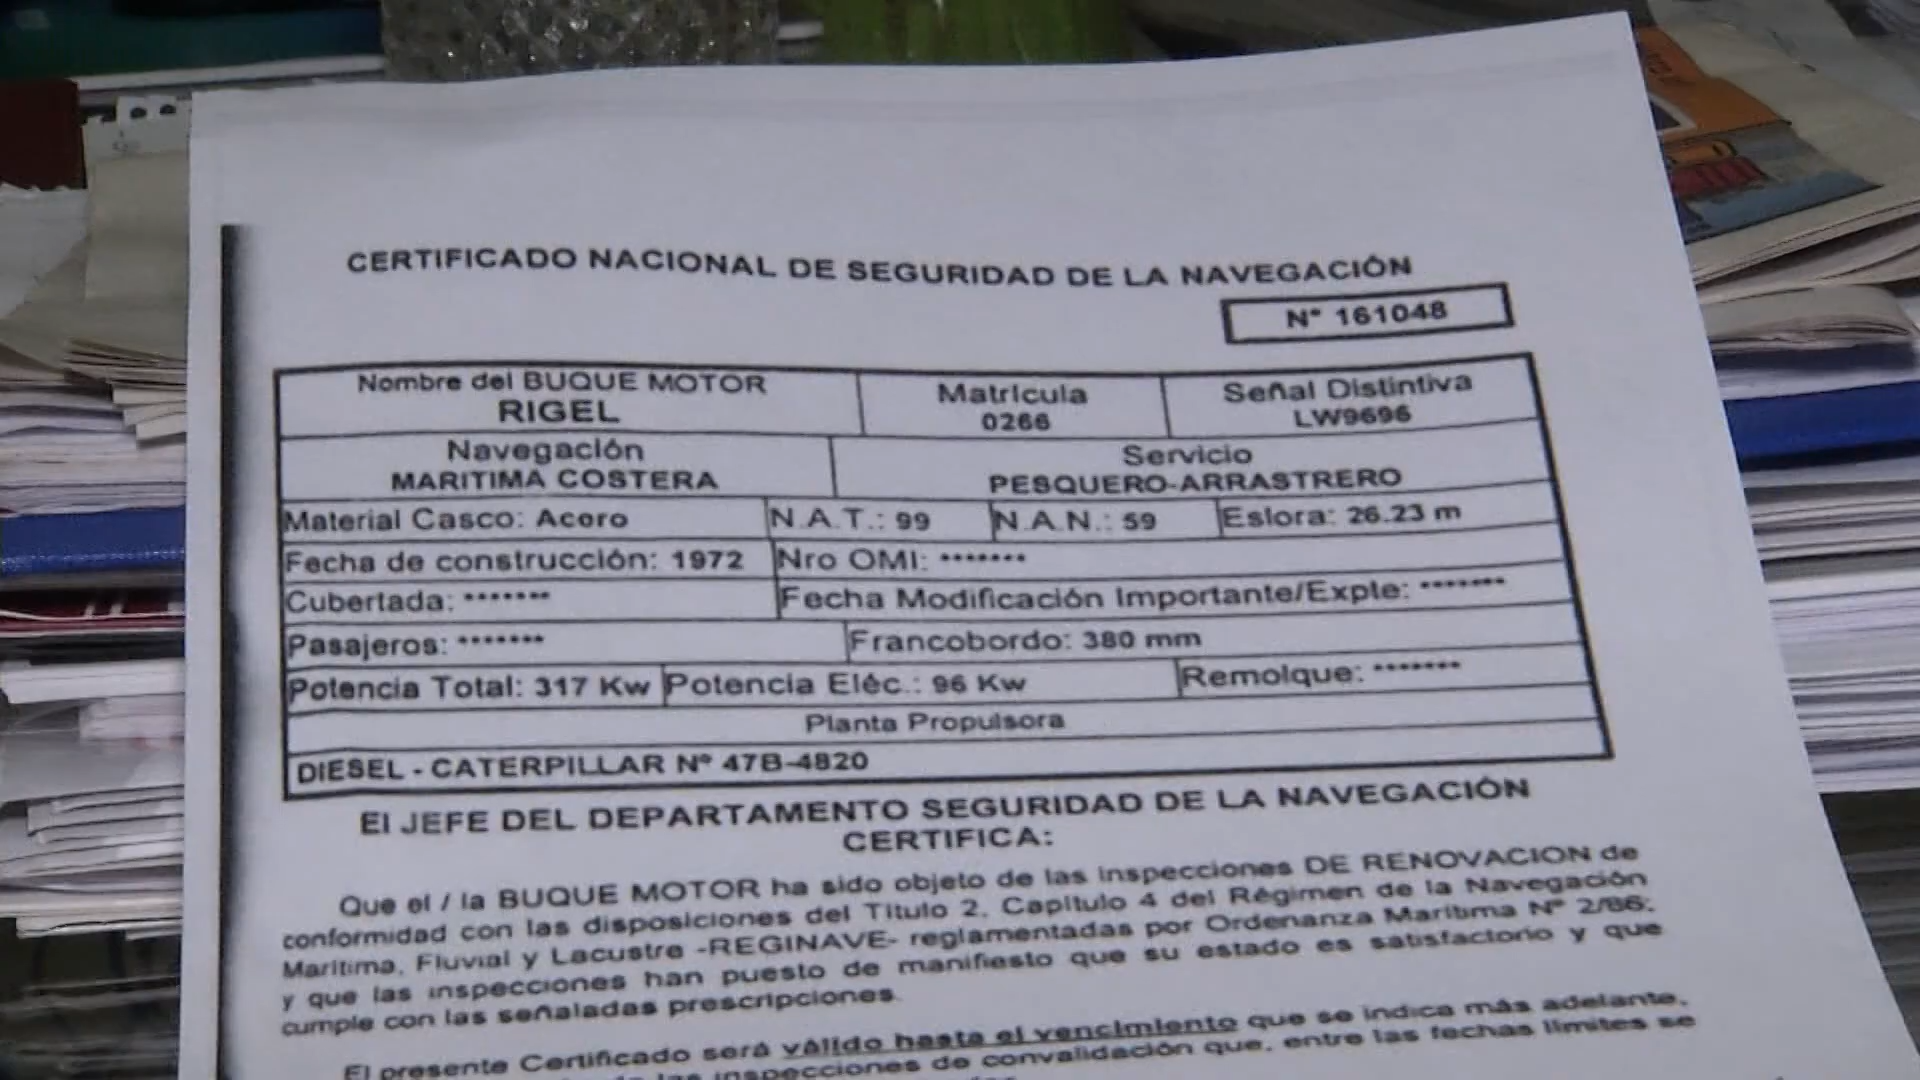 CERTIFICADO NACIONAL DE SEGURIDAD DE LA NAVEGACIÓN
N° 161048
Nombre del BUQUE MOTOR
RIGEL
Matrícula
0266
Señal Distintiva
LW9696
Navegación
MARITIMA COSTERA
Servicio
PESQUERO-ARRASTRERO
Material Casco: Acero
N.A.T.: 99
N.A.N.: 59
Eslora: 26.23 m
Fecha de construcción: 1972
Nro OMI: *******
Cubertada: *******
Fecha Modificación Importante/Exple: *******
Pasajeros: *******
Francobordo: 380 mm
Potencia Total: 317 Kw
Potencia Eléc.: 96 Kw
Remolque: *******
Planta Propulsora
DIESEL - CATERPILLAR Nº 47B-4820
El JEFE DEL DEPARTAMENTO SEGURIDAD DE LA NAVEGACIÓN
CERTIFICA:
Que el / la BUQUE MOTOR ha sido objeto de las inspecciones DE RENOVACION de
conformidad con las disposiciones del Título 2, Capítulo 4 del Régimen de la Navegación
Marítima, Fluvial y Lacustre -REGINAVE- reglamentadas por Ordenanza Marítima Nº 2/86;
y que las inspecciones han puesto de manifiesto que su estado es satisfactorio y que
cumple con las señaladas prescripciones.
El presente Certificado será válido hasta el vencimiento que se indica más adelante,
las inspecciones de convalidación que, entre las fechas límites se